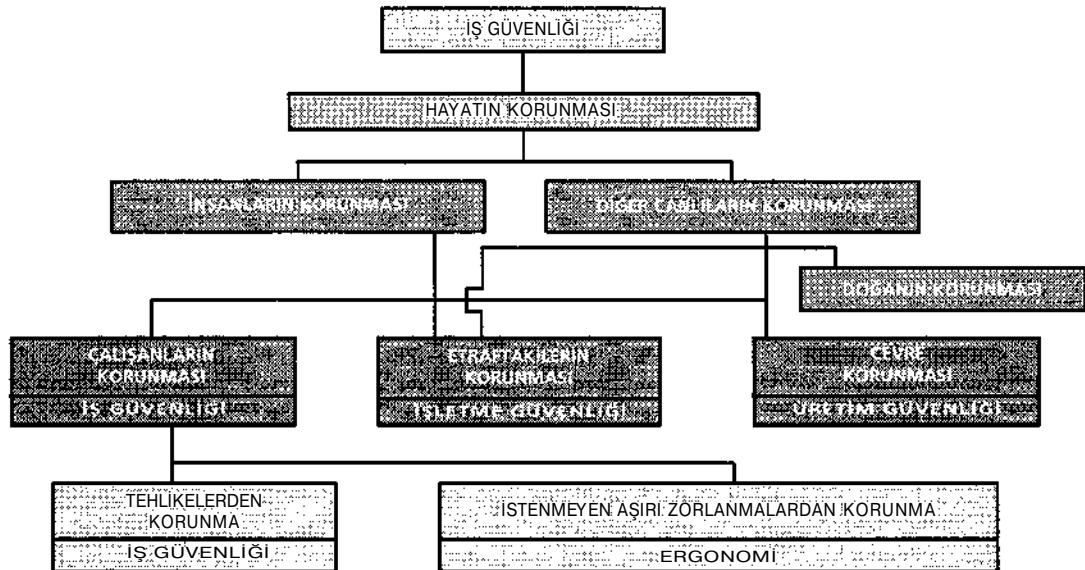 İŞ GÜVENLİĞİ
HAYATIN KORUNMASI
İNSANLARIN KORUNMASI
DİĞER CABLILARIN KORUNMASI
DOĞANIN KORUNMASI
ÇALIŞANLARIN
KORUNMASI
İŞ GÜVENLİĞİ
ETRAFTAKİLERİN
KORUNMASI
İŞLETME GÜVENLİĞİ
ÇEVRE
KORUNMASI
ÜRETİM GÜVENLİĞİ
TEHLİKELERDEN
KORUNMA
İŞ GÜVENLİĞİ
İSTENMEYEN AŞIRI ZORLANMALARDAN KORUNMA
ERGONOMİ